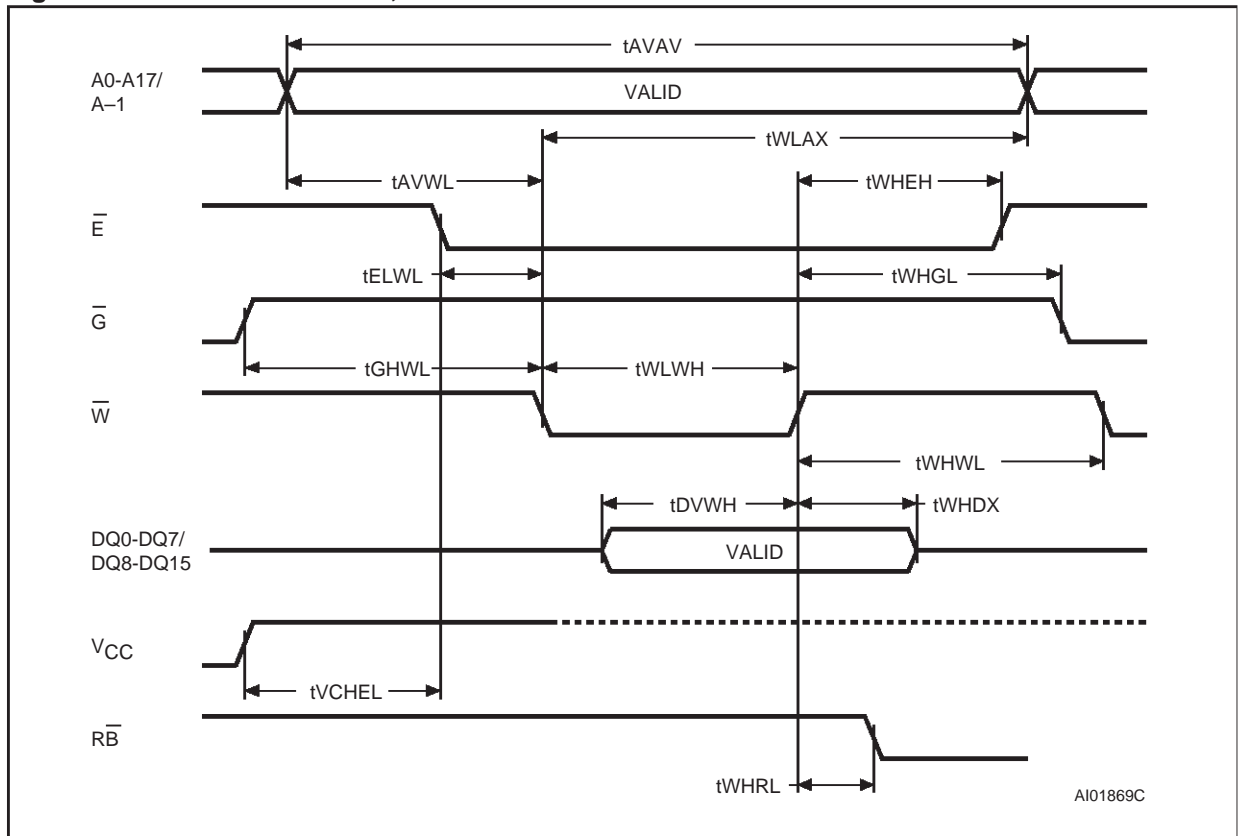 tAVAV
A0-A17/
A–1
VALID
tWLAX
tAVWL
tWHEH
E̅
tELWL
tWHGL
G̅
tGHWL
tWLWH
W̅
tWHWL
tDVWH
tWHDX
DQ0-DQ7/
DQ8-DQ15
VALID
VCC
tVCHEL
RB̅
tWHRL
AI01869C